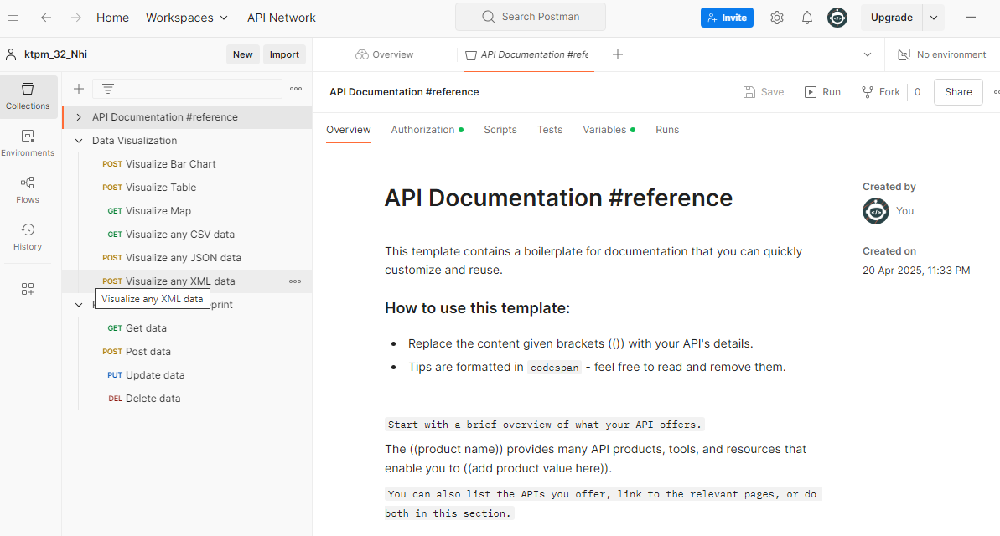 Home Workspaces API Network Search Postman Invite Upgrade
ktpm_32_Nhi New Import Overview API Documentation #refe No environment
Collections
Environments
Flows
History
API Documentation #reference
Data Visualization
POST Visualize Bar Chart
POST Visualize Table
GET Visualize Map
GET Visualize any CSV data
POST Visualize any JSON data
POST Visualize any XML data
Visualize any XML data
print
GET Get data
POST Post data
PUT Update data
DEL Delete data
API Documentation #reference Save Run Fork 0 Share
Overview Authorization Scripts Tests Variables Runs
API Documentation #reference
This template contains a boilerplate for documentation that you can quickly
customize and reuse.
How to use this template:
• Replace the content given brackets (()) with your API's details.
• Tips are formatted in codespan - feel free to read and remove them.
Start with a brief overview of what your API offers.
The ((product name)) provides many API products, tools, and resources that
enable you to ((add product value here)).
You can also list the APIs you offer, link to the relevant pages, or do
both in this section.
Created by
You
Created on
20 Apr 2025, 11:33 PM